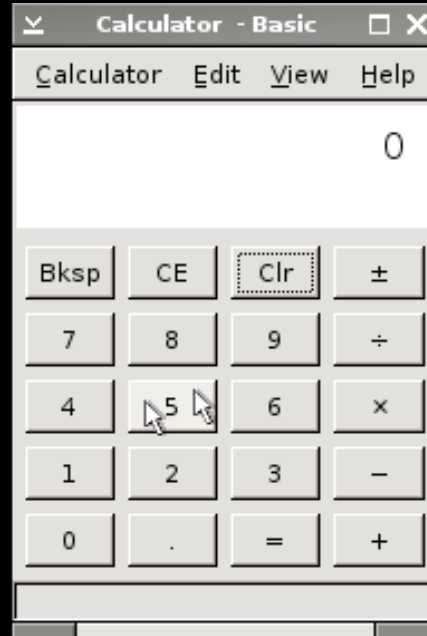 Calculator - Basic
Calculator Edit View Help
0
Bksp CE Clr ±
7 8 9 ÷
4 5 6 ×
1 2 3 −
0 . = +